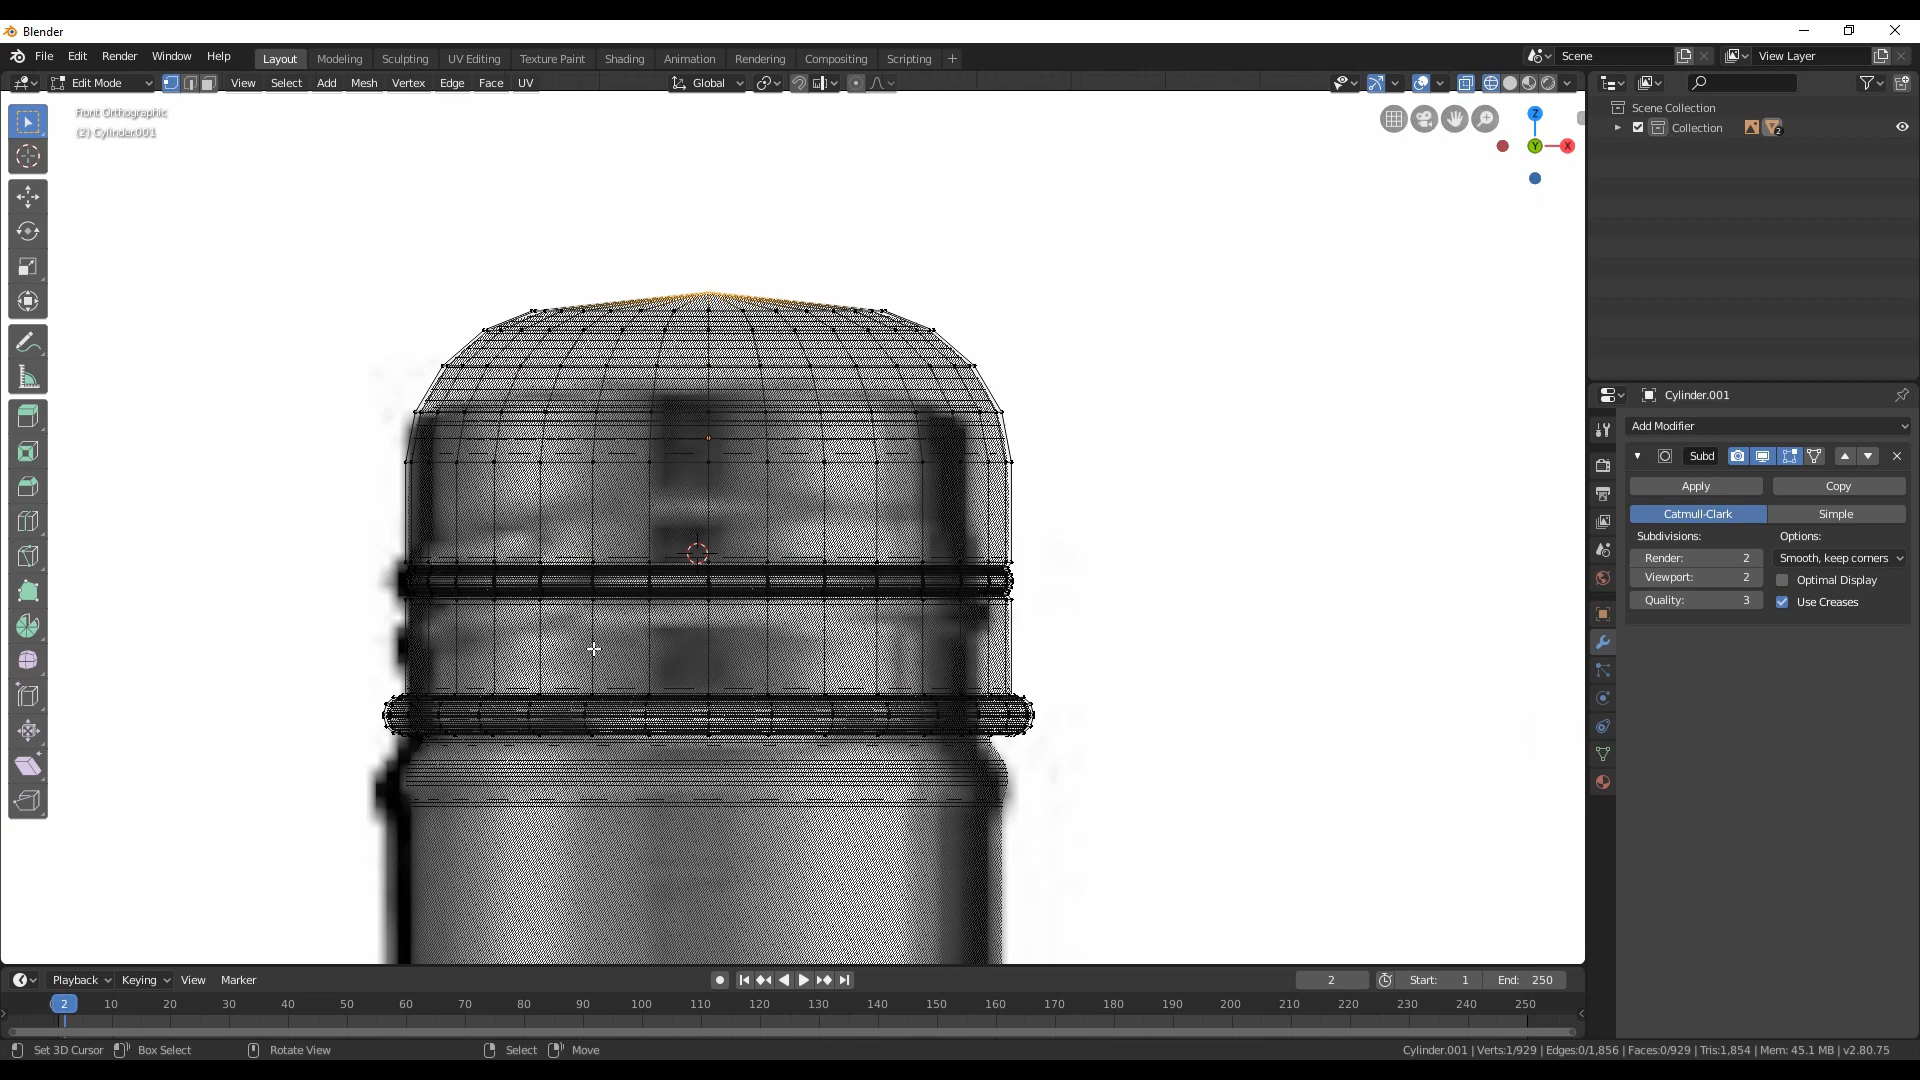 Blender
File Edit Render Window Help Layout Modeling Sculpting UV Editing Texture Paint Shading Animation Rendering Compositing Scripting + Scene View Layer
Edit Mode View Select Add Mesh Vertex Edge Face UV Global
Front Orthographic
(2) Cylinder.001
Z
Y
X
Scene Collection
Collection 2
Cylinder.001
Add Modifier
Subd
Apply Copy
Catmull-Clark Simple
Subdivisions: Options:
Render: 2 Smooth, keep corners
Viewport: 2 Optimal Display
Quality: 3 Use Creases
Playback Keying View Marker 2 Start: 1 End: 250
2 10 20 30 40 50 60 70 80 90 100 110 120 130 140 150 160 170 180 190 200 210 220 230 240 250
Set 3D Cursor Box Select Rotate View Select Move Cylinder.001 | Verts:1/929 | Edges:0/1,856 | Faces:0/929 | Tris:1,854 | Mem: 45.1 MB | v2.80.75